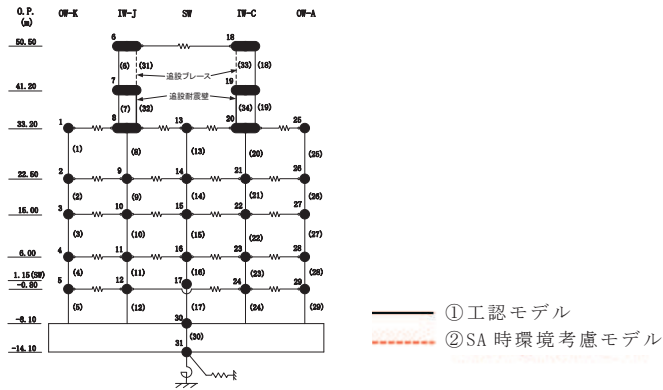 O.P. OW-K IW-J SW IW-C OW-A
(m)
6 18
50.50
(6) (31) (33) (18)
追設ブレース
7 19
41.20
追設耐震壁
(7) (32) (34) (19)
1 8 13 20 25
33.20
(1) (8) (13) (20) (25)
2 9 14 21 26
22.50
(2) (9) (14) (21) (26)
3 10 15 22 27
15.00
(3) (10) (15) (22) (27)
4 11 16 23 28
6.00
(4) (11) (16) (23) (28)
1.15(SW)
5 12 17 24 29
-0.80
(5) (12) (17) (24) (29)
30
-8.10
(30)
31
-14.10
①工認モデル
②SA時環境考慮モデル